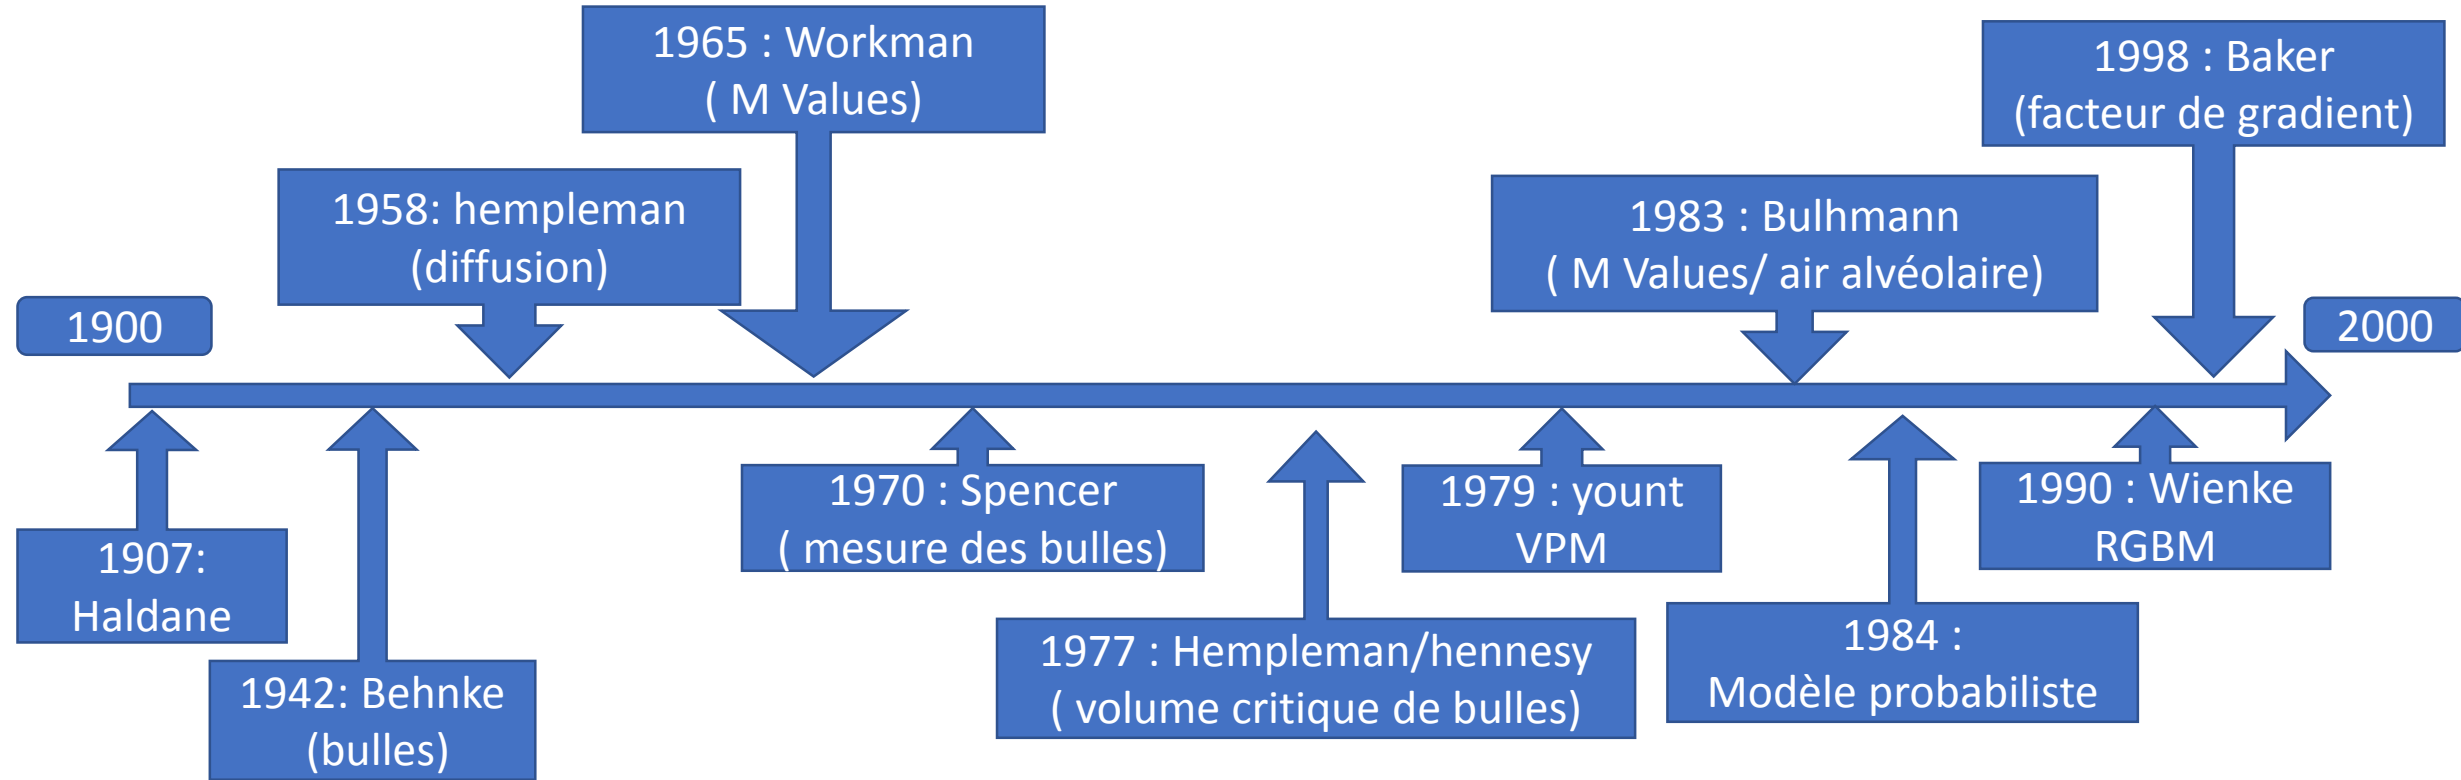 1965 : Workman
( M Values)
1998 : Baker
(facteur de gradient)
1958: hempleman
(diffusion)
1983 : Bulhmann
( M Values/ air alvéolaire)
1900
2000
1907:
Haldane
1942: Behnke
(bulles)
1970 : Spencer
( mesure des bulles)
1977 : Hempleman/hennesy
( volume critique de bulles)
1979 : yount
VPM
1984 :
Modèle probabiliste
1990 : Wienke
RGBM